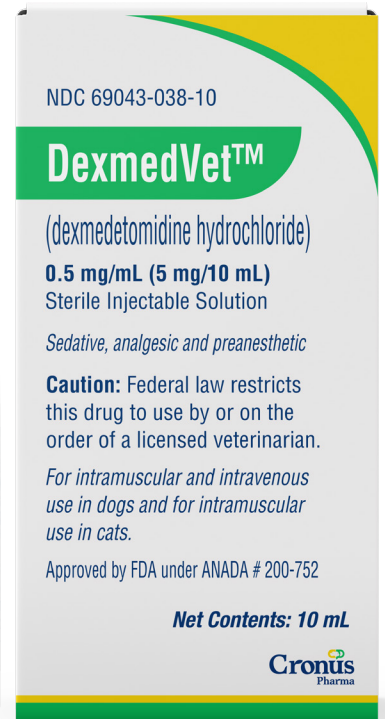 NDC 69043-038-10
DexmedVet™
(dexmedetomidine hydrochloride)
0.5 mg/mL (5 mg/10 mL)
Sterile Injectable Solution
Sedative, analgesic and preanesthetic
Caution: Federal law restricts
this drug to use by or on the
order of a licensed veterinarian.
For intramuscular and intravenous
use in dogs and for intramuscular
use in cats.
Approved by FDA under ANADA # 200-752
Net Contents: 10 mL
Cronus
Pharma